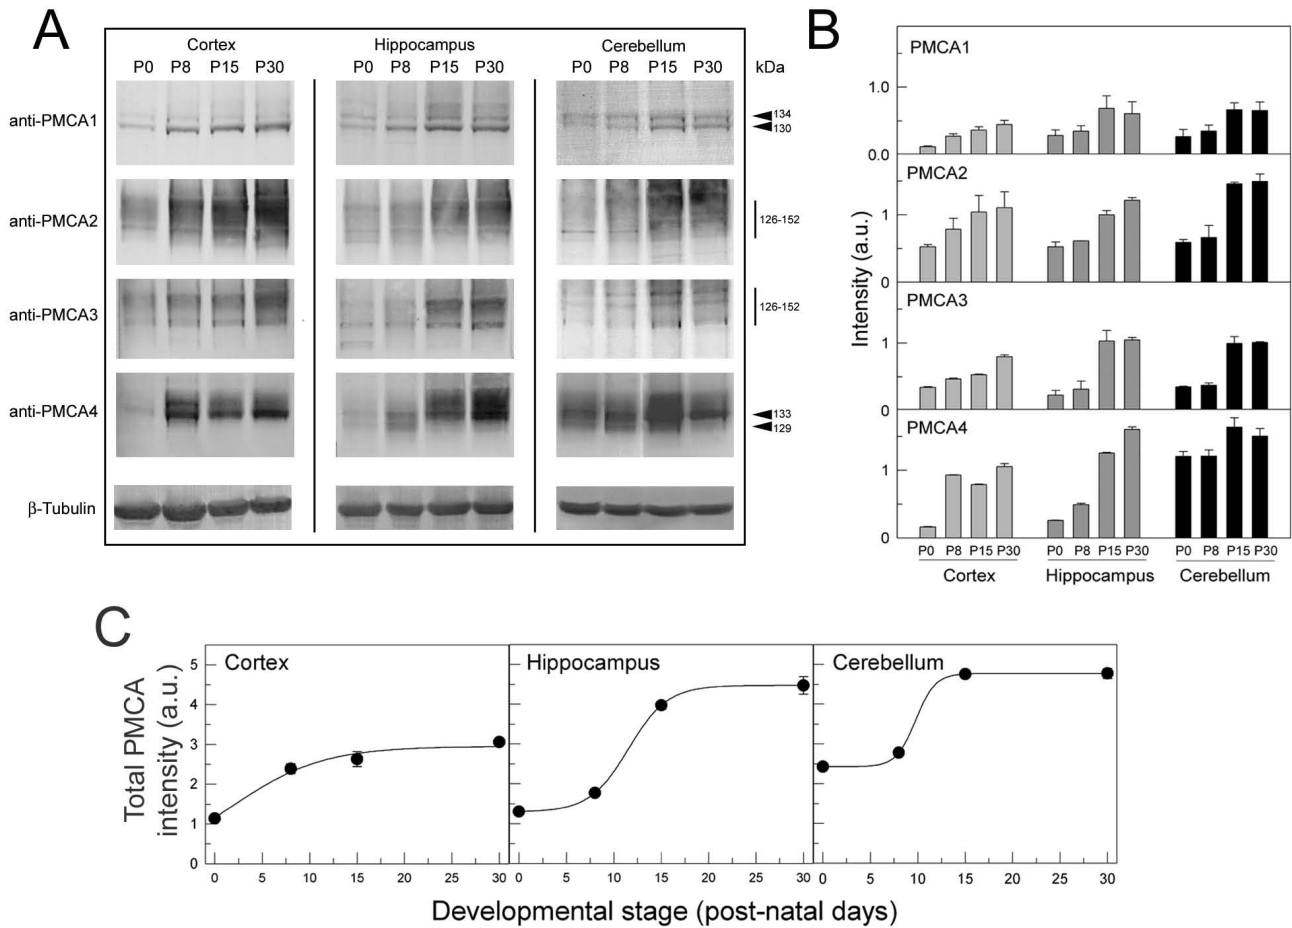 A
Cortex Hippocampus Cerebellum
P0 P8 P15 P30 P0 P8 P15 P30 P0 P8 P15 P30 kDa
anti-PMCA1
134
130
anti-PMCA2
126-152
anti-PMCA3
126-152
anti-PMCA4
133
129
β-Tubulin
B
Intensity (a.u.)
PMCA1
1.0
0.0
PMCA2
1
0
PMCA3
1
0
PMCA4
1
0
P0 P8 P15 P30 P0 P8 P15 P30 P0 P8 P15 P30
Cortex Hippocampus Cerebellum
C
Total PMCA
intensity (a.u.)
Cortex Hippocampus Cerebellum
5
4
3
2
1
0
0 5 10 15 20 25 30 0 5 10 15 20 25 30 0 5 10 15 20 25 30
Developmental stage (post-natal days)